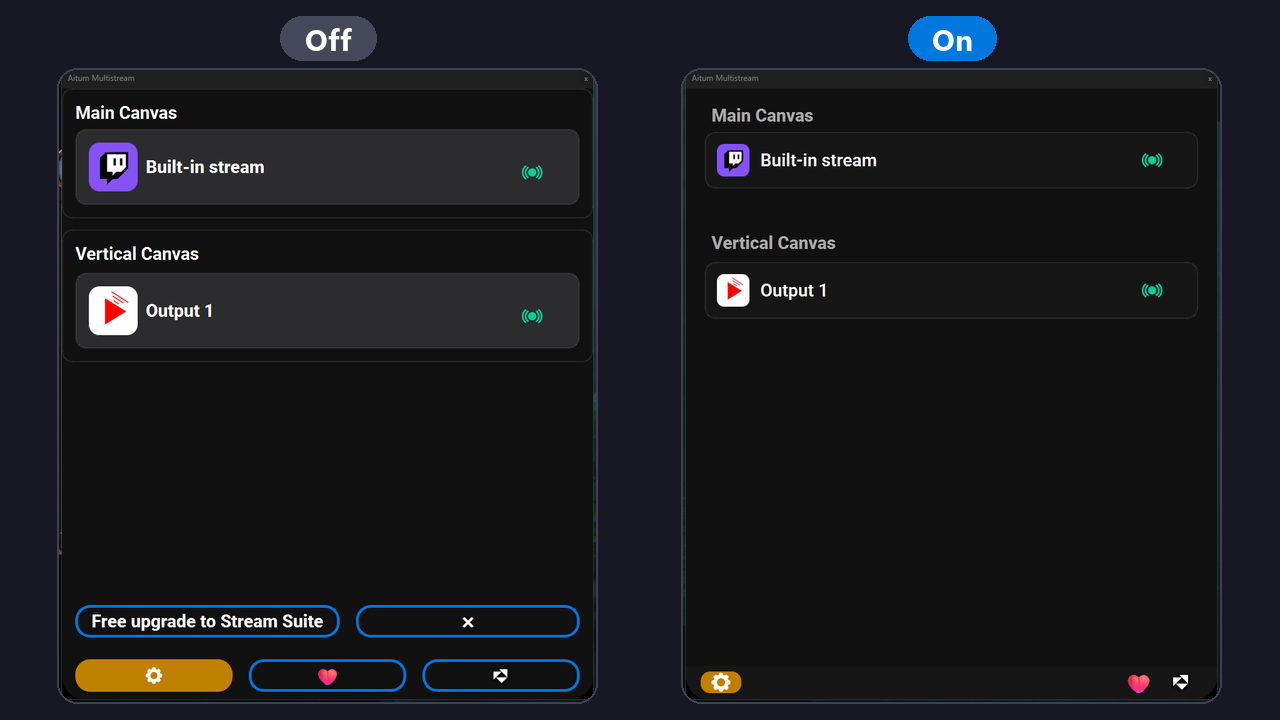 Off
Aitum Multistream x
Main Canvas
Built-in stream
Vertical Canvas
Output 1
Free upgrade to Stream Suite
On
Aitum Multistream x
Main Canvas
Built-in stream
Vertical Canvas
Output 1